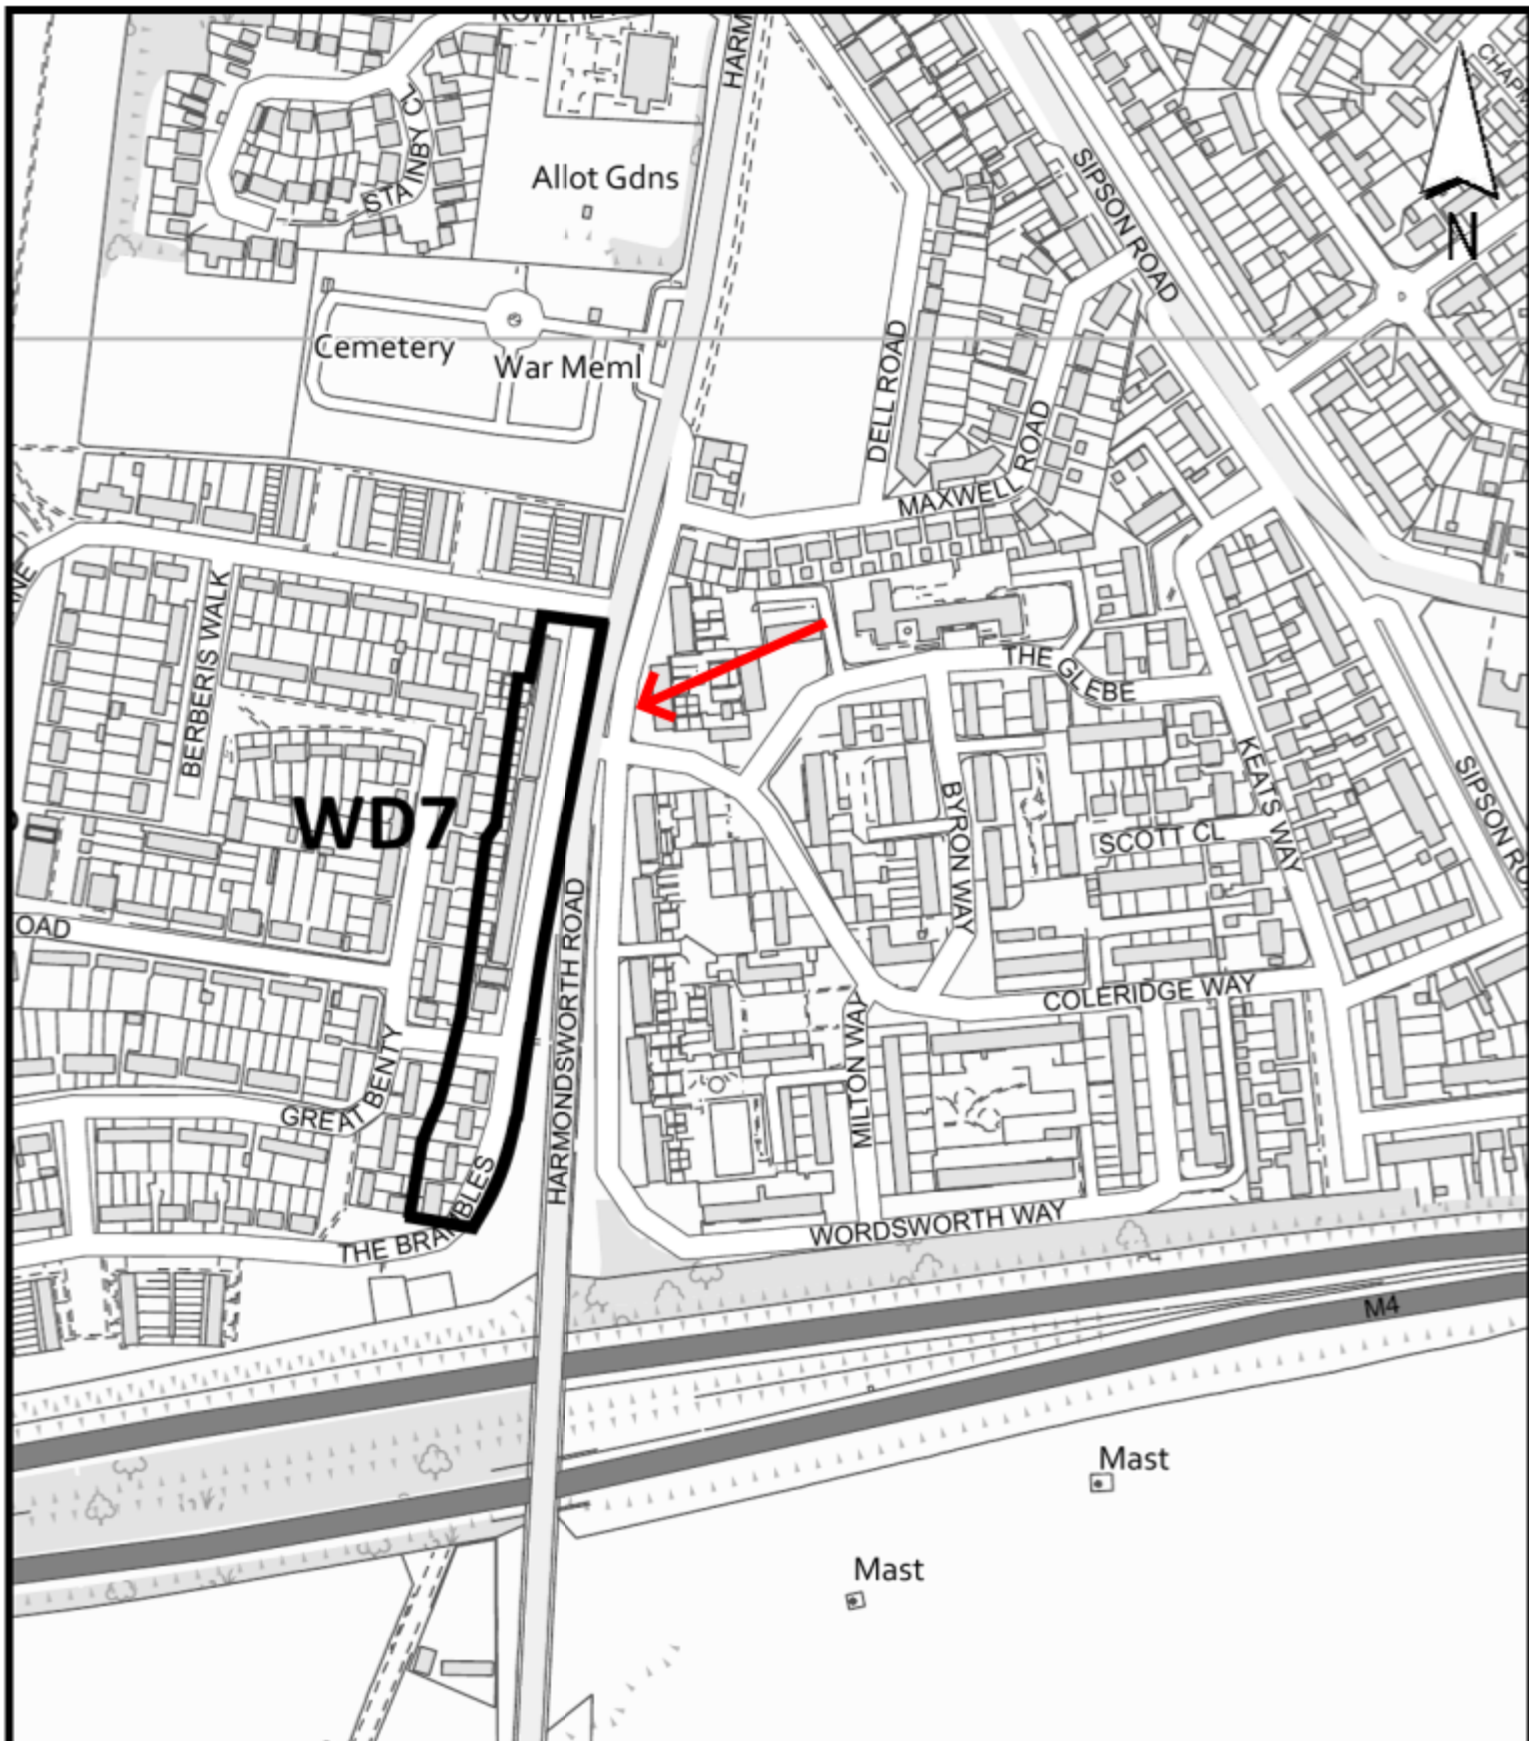 HARM
STAINBY CL
Allot Gdns
SIPSON ROAD
N
Cemetery
War Meml
DELL ROAD
MAXWELL ROAD
BERBERIS WALK
THE GLEBE
KEATS WAY
SIPSON RO
WD7
BYRON WAY
SCOTT CL
OAD
HARMONDSWORTH ROAD
COLERIDGE WAY
MILTON WAY
GREAT BENTY
THE BRAMBLES
WORDSWORTH WAY
M4
Mast
Mast